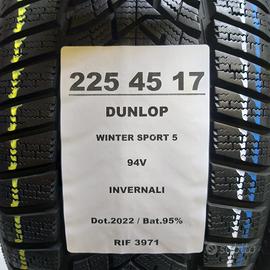 225 45 17
DUNLOP
WINTER SPORT 5
94V
INVERNALI
Dot.2022 / Bat.95%
RIF 3971